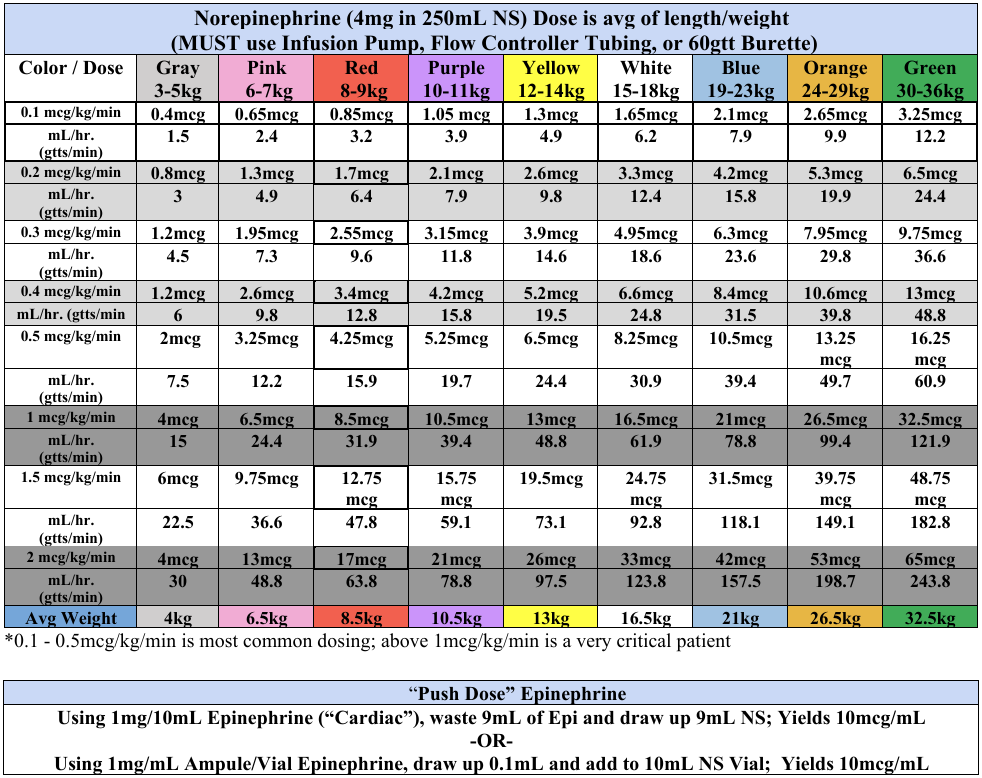 Norepinephrine (4mg in 250mL NS) Dose is avg of length/weight
(MUST use Infusion Pump, Flow Controller Tubing, or 60gtt Burette)
Color / Dose Gray Pink Red Purple Yellow White Blue Orange Green
3-5kg 6-7kg 8-9kg 10-11kg 12-14kg 15-18kg 19-23kg 24-29kg 30-36kg
0.1 mcg/kg/min 0.4mcg 0.65mcg 0.85mcg 1.05 mcg 1.3mcg 1.65mcg 2.1mcg 2.65mcg 3.25mcg
mL/hr. 1.5 2.4 3.2 3.9 4.9 6.2 7.9 9.9 12.2
(gtts/min)
0.2 mcg/kg/min 0.8mcg 1.3mcg 1.7mcg 2.1mcg 2.6mcg 3.3mcg 4.2mcg 5.3mcg 6.5mcg
mL/hr. 3 4.9 6.4 7.9 9.8 12.4 15.8 19.9 24.4
(gtts/min)
0.3 mcg/kg/min 1.2mcg 1.95mcg 2.55mcg 3.15mcg 3.9mcg 4.95mcg 6.3mcg 7.95mcg 9.75mcg
mL/hr. 4.5 7.3 9.6 11.8 14.6 18.6 23.6 29.8 36.6
(gtts/min)
0.4 mcg/kg/min 1.2mcg 2.6mcg 3.4mcg 4.2mcg 5.2mcg 6.6mcg 8.4mcg 10.6mcg 13mcg
mL/hr. (gtts/min 6 9.8 12.8 15.8 19.5 24.8 31.5 39.8 48.8
0.5 mcg/kg/min 2mcg 3.25mcg 4.25mcg 5.25mcg 6.5mcg 8.25mcg 10.5mcg 13.25 16.25
mcg mcg
mL/hr. 7.5 12.2 15.9 19.7 24.4 30.9 39.4 49.7 60.9
(gtts/min)
1 mcg/kg/min 4mcg 6.5mcg 8.5mcg 10.5mcg 13mcg 16.5mcg 21mcg 26.5mcg 32.5mcg
mL/hr. 15 24.4 31.9 39.4 48.8 61.9 78.8 99.4 121.9
(gtts/min)
1.5 mcg/kg/min 6mcg 9.75mcg 12.75 15.75 19.5mcg 24.75 31.5mcg 39.75 48.75
mcg mcg mcg mcg mcg
mL/hr. 22.5 36.6 47.8 59.1 73.1 92.8 118.1 149.1 182.8
(gtts/min)
2 mcg/kg/min 4mcg 13mcg 17mcg 21mcg 26mcg 33mcg 42mcg 53mcg 65mcg
mL/hr. 30 48.8 63.8 78.8 97.5 123.8 157.5 198.7 243.8
(gtts/min)
Avg Weight 4kg 6.5kg 8.5kg 10.5kg 13kg 16.5kg 21kg 26.5kg 32.5kg
*0.1 - 0.5mcg/kg/min is most common dosing; above 1mcg/kg/min is a very critical patient
“Push Dose” Epinephrine
Using 1mg/10mL Epinephrine (“Cardiac”), waste 9mL of Epi and draw up 9mL NS; Yields 10mcg/mL
-OR-
Using 1mg/mL Ampule/Vial Epinephrine, draw up 0.1mL and add to 10mL NS Vial; Yields 10mcg/mL